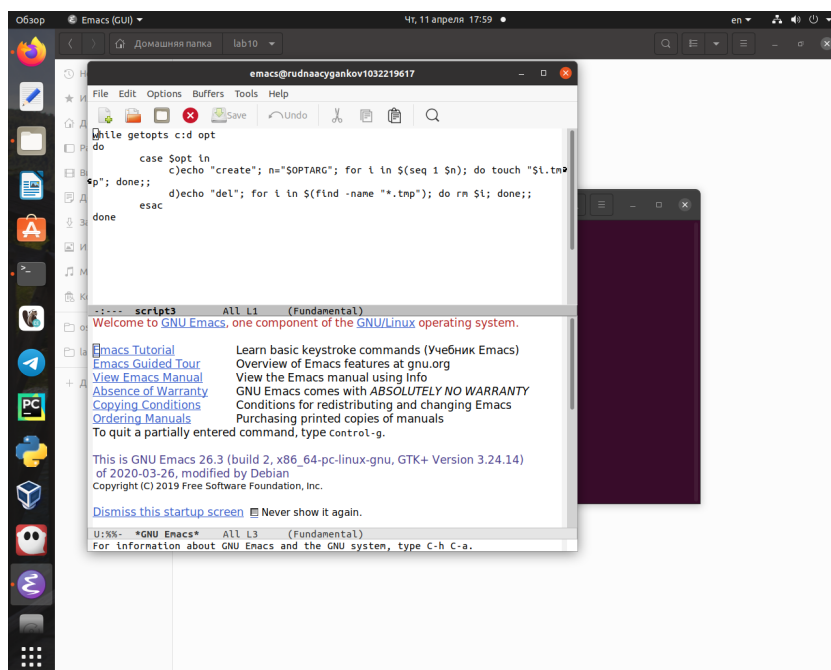 Обзор
Emacs (GUI)
Чт, 11 апреля 17:59
en
Домашняя папка
lab10
emacs@rudnaacygankov1032219617
File Edit Options Buffers Tools Help
Save
Undo
while getopts c:d opt
do
case $opt in
c)echo "create"; n="$OPTARG"; for i in $(seq 1 $n); do touch "$i.tm
p"; done;;
d)echo "del"; for i in $(find -name "*.tmp"); do rm $i; done;;
esac
done
-:--- script3 All L1 (Fundamental)
Welcome to GNU Emacs, one component of the GNU/Linux operating system.
Emacs Tutorial Learn basic keystroke commands (Учебник Emacs)
Emacs Guided Tour Overview of Emacs features at gnu.org
View Emacs Manual View the Emacs manual using Info
Absence of Warranty GNU Emacs comes with ABSOLUTELY NO WARRANTY
Copying Conditions Conditions for redistributing and changing Emacs
Ordering Manuals Purchasing printed copies of manuals
To quit a partially entered command, type Control-g.
This is GNU Emacs 26.3 (build 2, x86_64-pc-linux-gnu, GTK+ Version 3.24.14)
of 2020-03-26, modified by Debian
Copyright (C) 2019 Free Software Foundation, Inc.
Dismiss this startup screen Never show it again.
U:%%- *GNU Emacs* All L3 (Fundamental)
For information about GNU Emacs and the GNU system, type C-h C-a.
PC